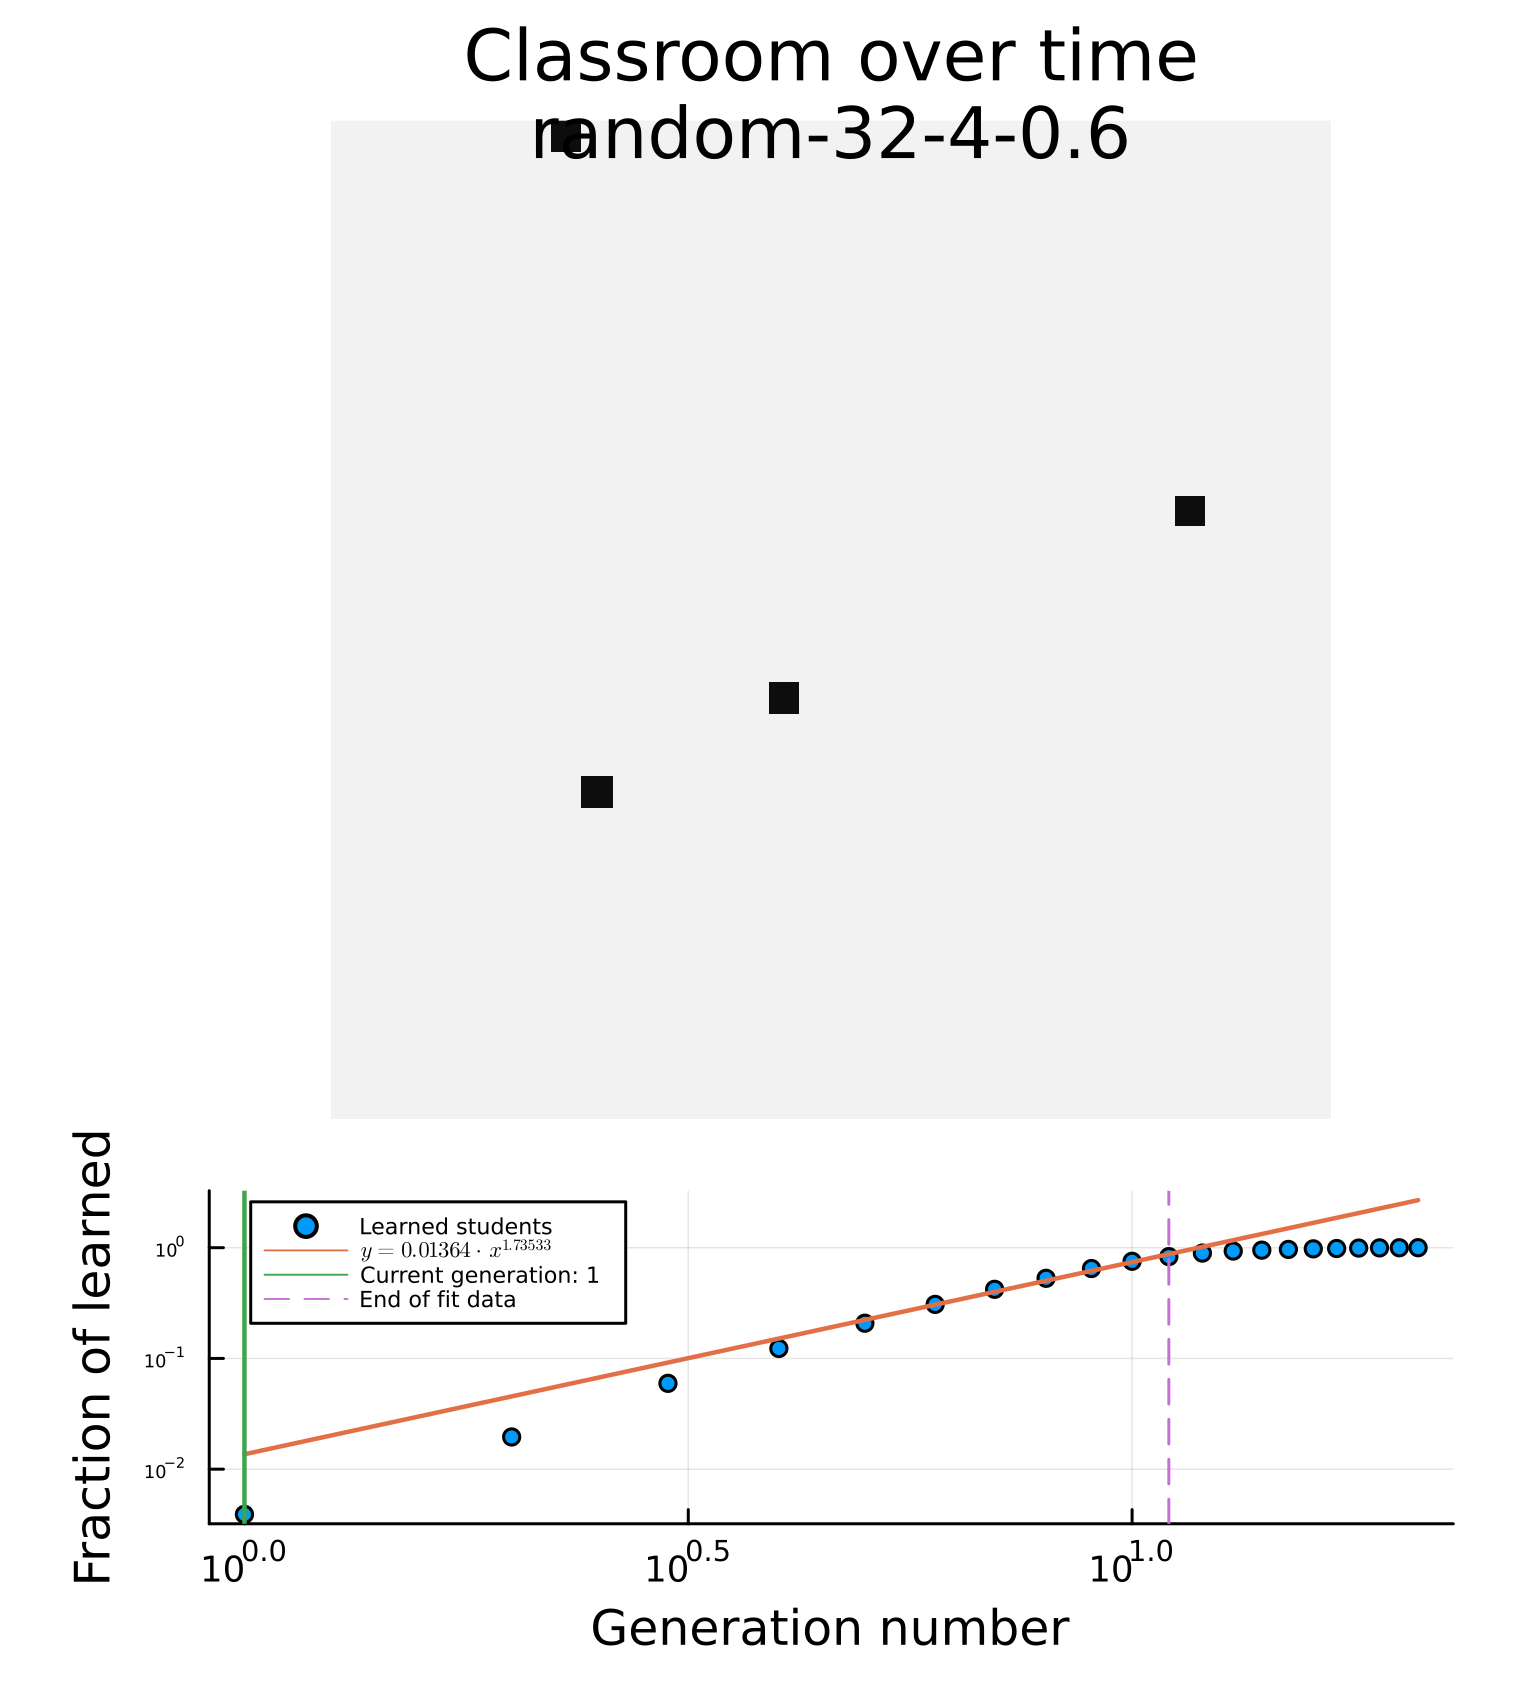 Classroom over time
random-32-4-0.6
Fraction of learned
10^0
10^-1
10^-2
Learned students
y = 0.01364 · x^1.73533
Current generation: 1
End of fit data
10^0.0
10^0.5
10^1.0
Generation number